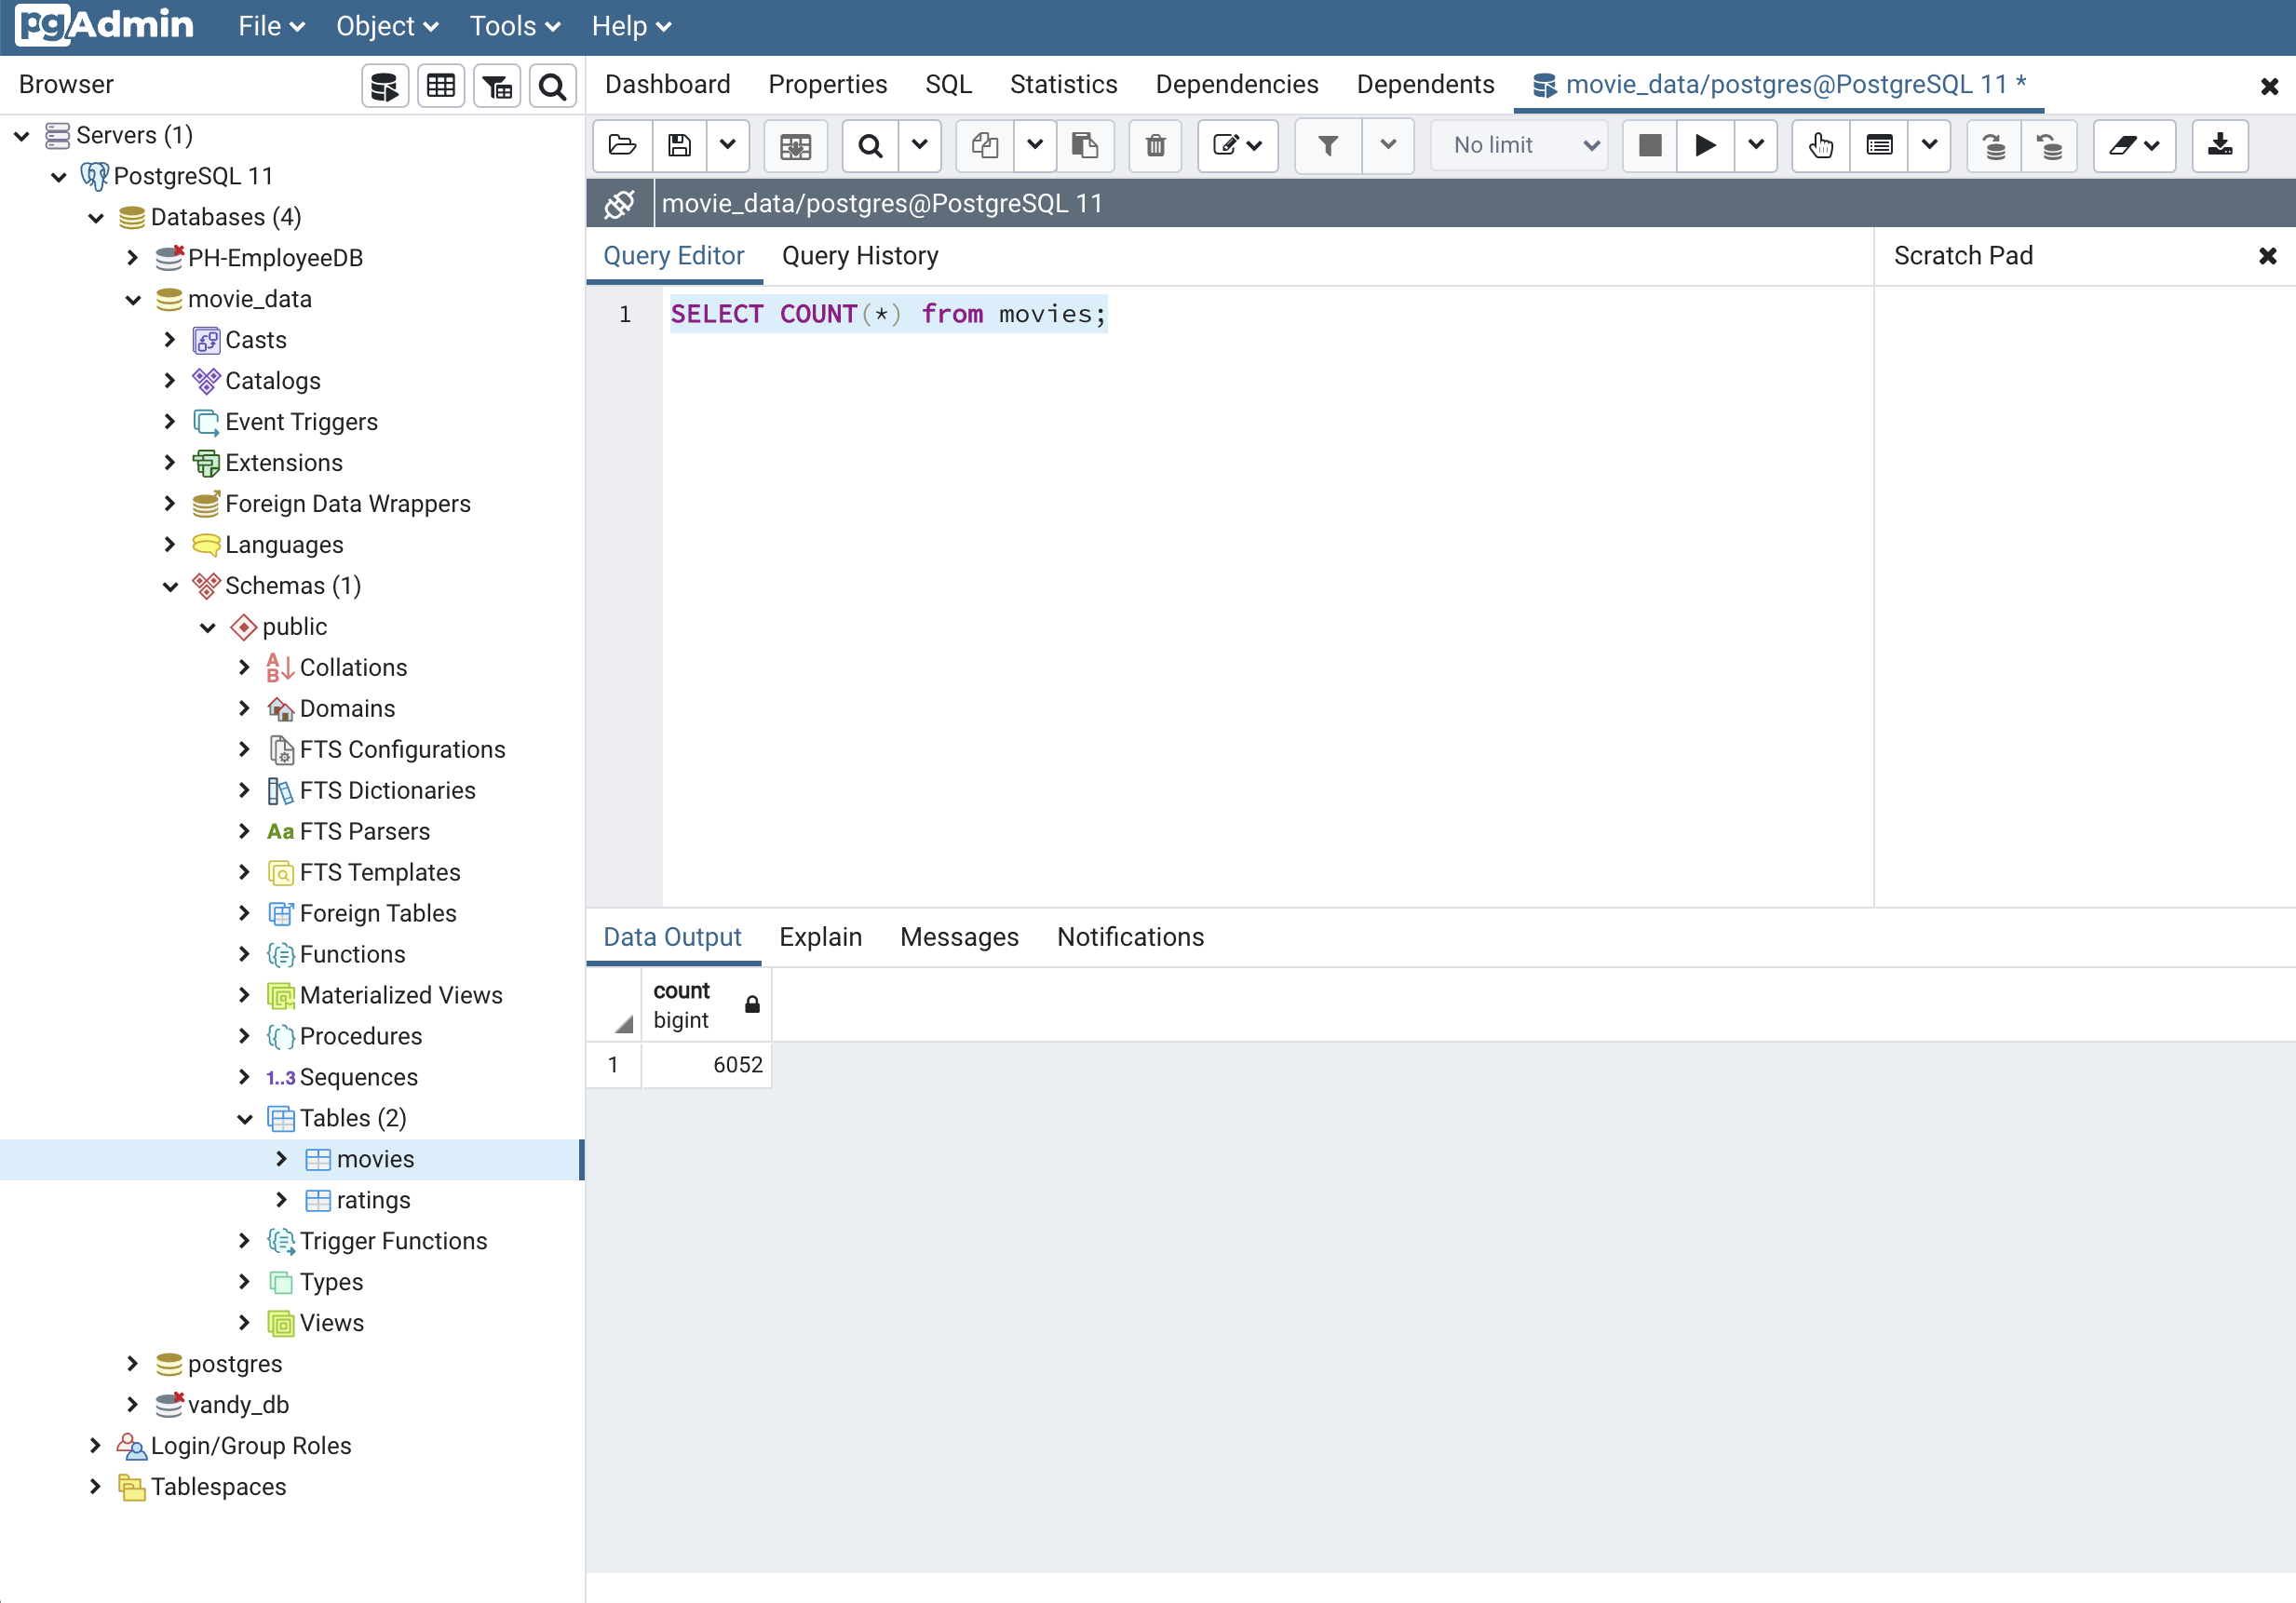 pgAdmin File Object Tools Help
Browser
Dashboard Properties SQL Statistics Dependencies Dependents movie_data/postgres@PostgreSQL 11 *
Servers (1)
PostgreSQL 11
Databases (4)
PH-EmployeeDB
movie_data
Casts
Catalogs
Event Triggers
Extensions
Foreign Data Wrappers
Languages
Schemas (1)
public
Collations
Domains
FTS Configurations
FTS Dictionaries
Aa FTS Parsers
FTS Templates
Foreign Tables
Functions
Materialized Views
Procedures
1..3 Sequences
Tables (2)
movies
ratings
Trigger Functions
Types
Views
postgres
vandy_db
Login/Group Roles
Tablespaces
No limit
movie_data/postgres@PostgreSQL 11
Query Editor Query History
Scratch Pad
1 SELECT COUNT(*) from movies;
Data Output Explain Messages Notifications
count
bigint
1 6052